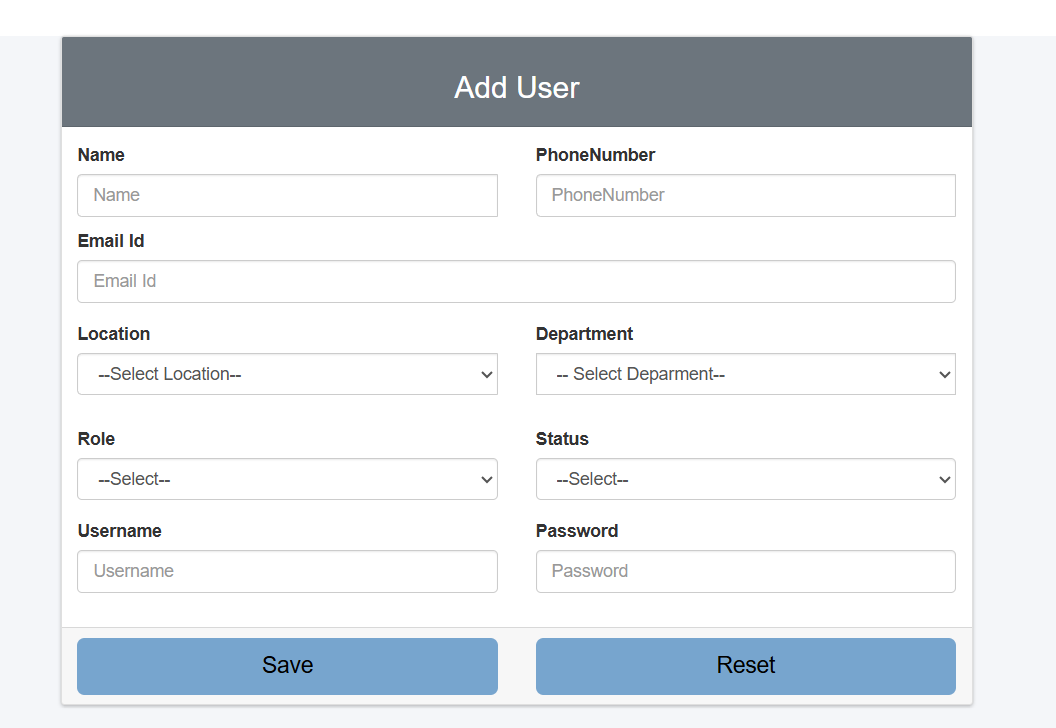 Add User
Name PhoneNumber
Name PhoneNumber
Email Id
Email Id
Location Department
--Select Location-- -- Select Deparment--
Role Status
--Select-- --Select--
Username Password
Username Password
Save Reset